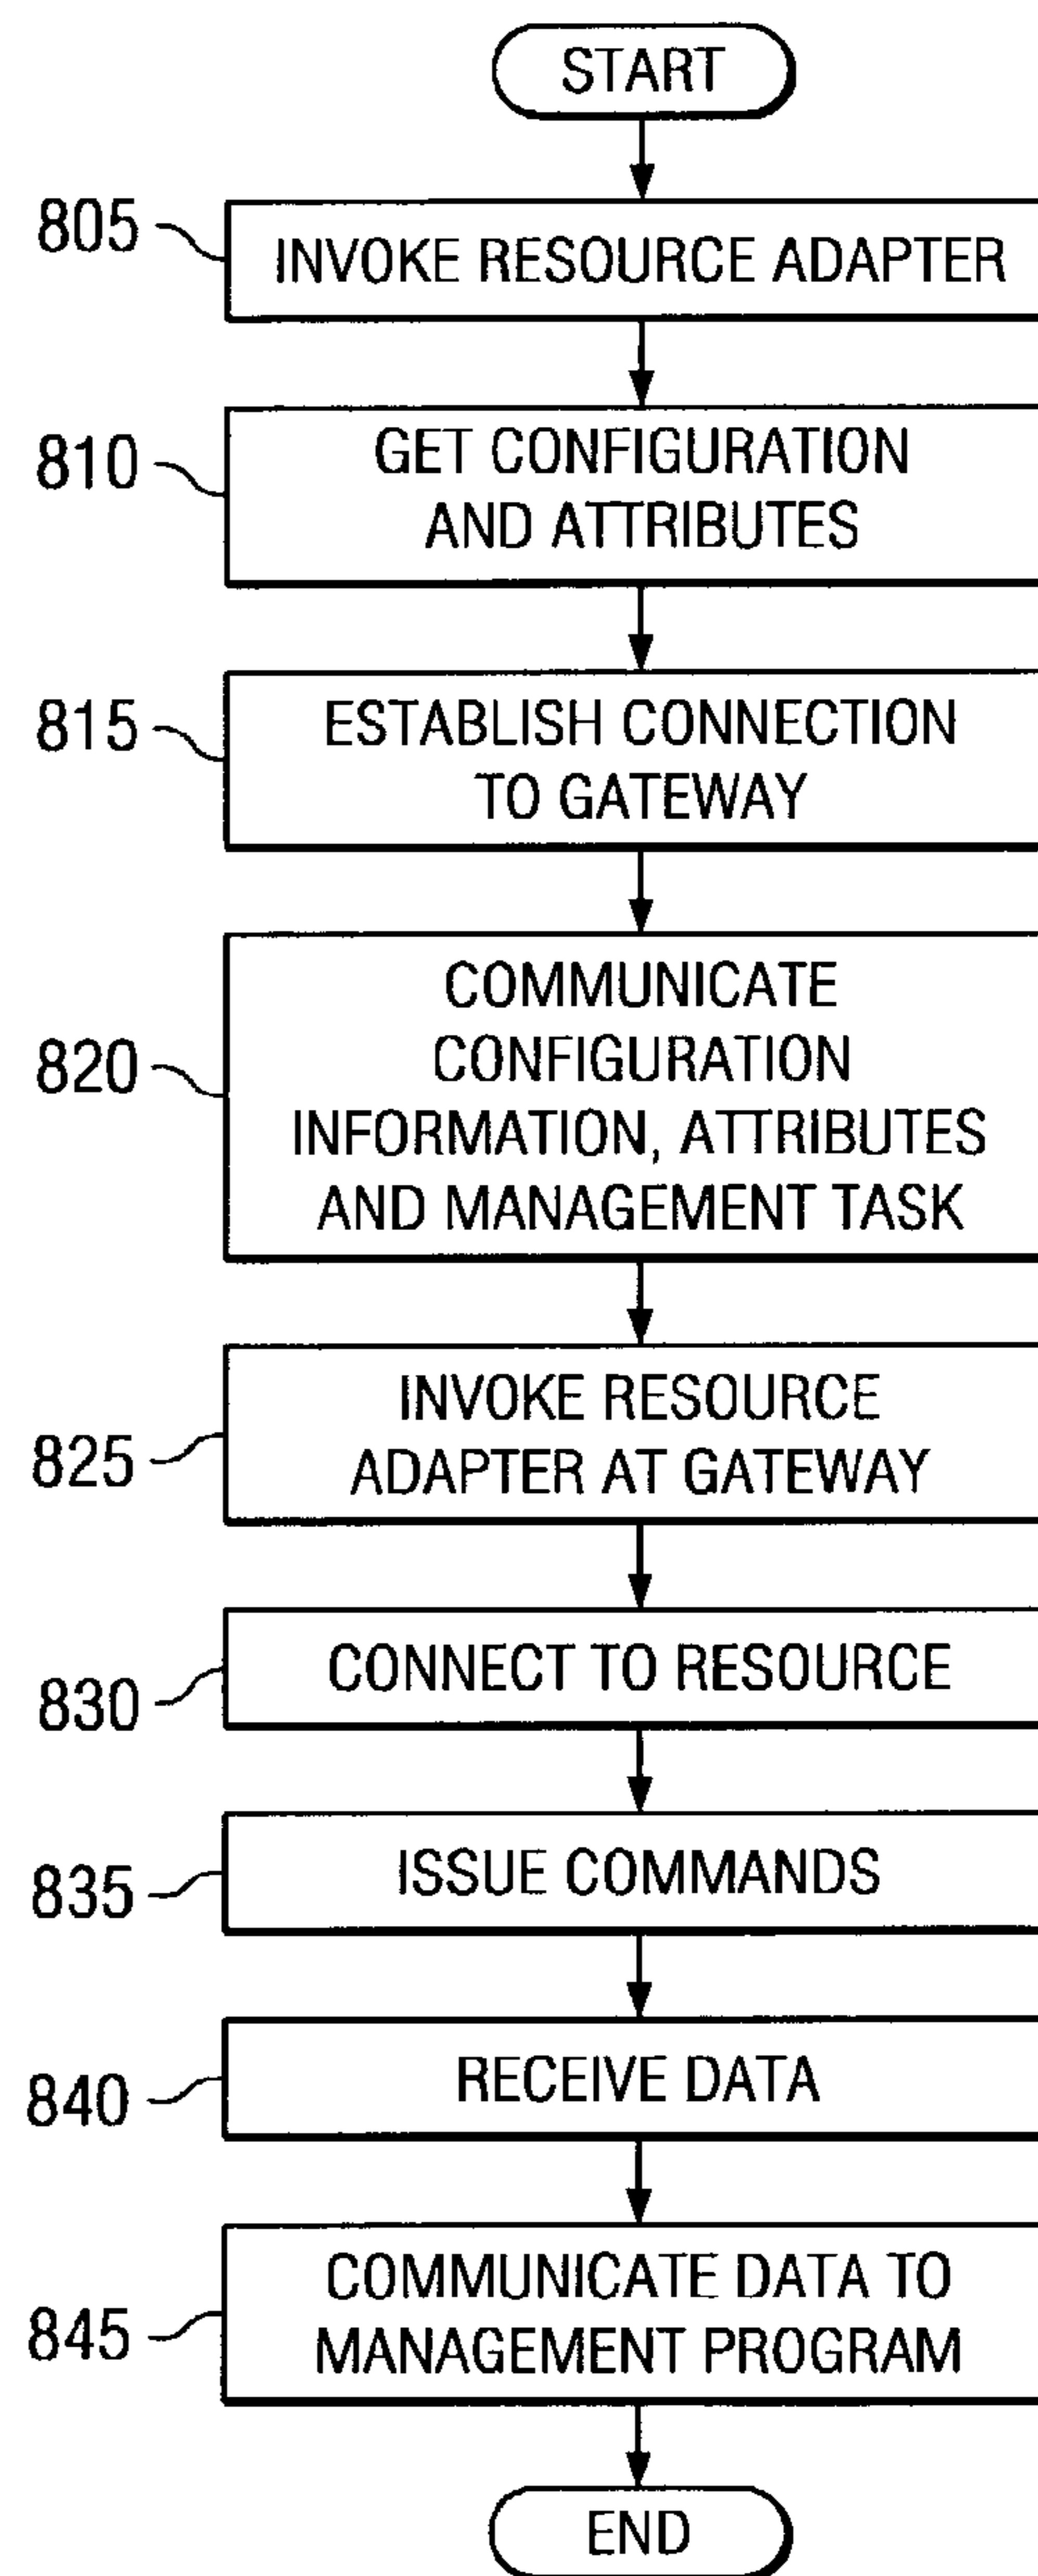 START
805
INVOKE RESOURCE ADAPTER
810
GET CONFIGURATION
AND ATTRIBUTES
815
ESTABLISH CONNECTION
TO GATEWAY
820
COMMUNICATE
CONFIGURATION
INFORMATION, ATTRIBUTES
AND MANAGEMENT TASK
825
INVOKE RESOURCE
ADAPTER AT GATEWAY
830
CONNECT TO RESOURCE
835
ISSUE COMMANDS
840
RECEIVE DATA
845
COMMUNICATE DATA TO
MANAGEMENT PROGRAM
END